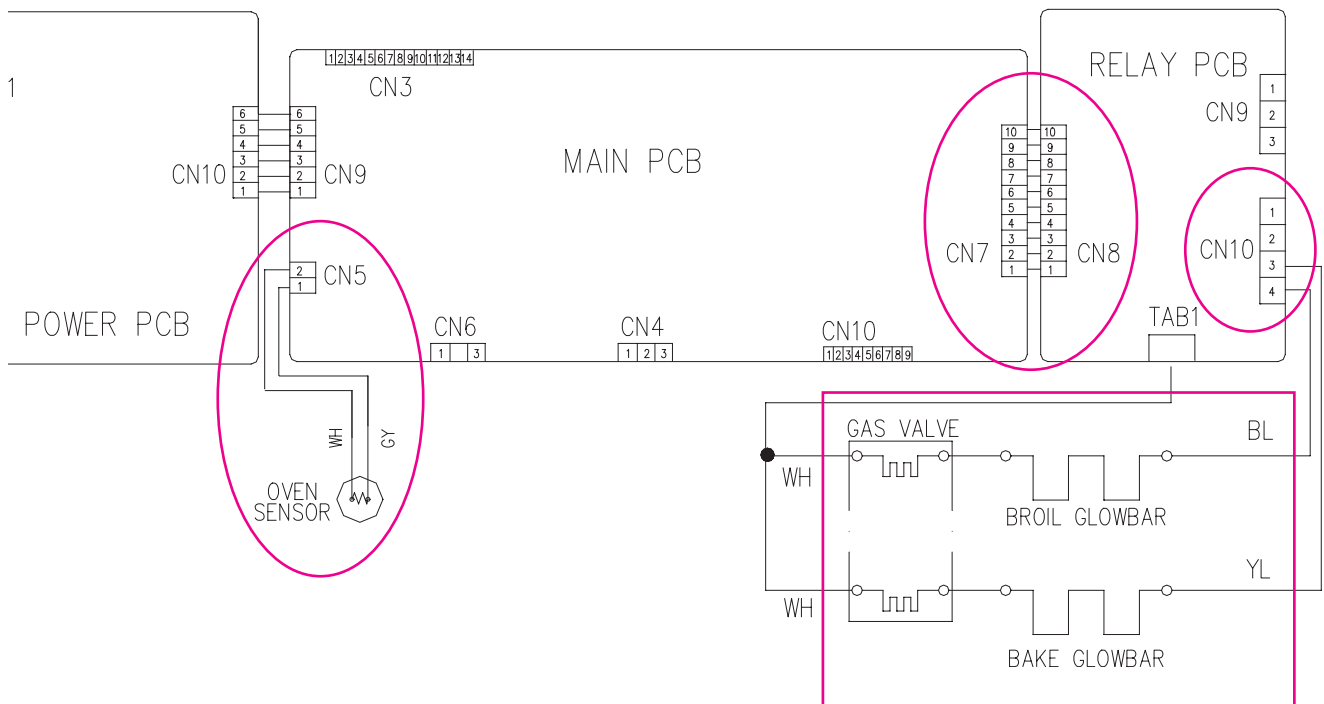 1
POWER PCB
CN10
6
5
4
3
2
1
6
5
4
3
2
1
CN9
1 2 3 4 5 6 7 8 9 10 11 12 13 14
CN3
MAIN PCB
2
1
CN5
WH
GY
OVEN
SENSOR
CN6
1 3
CN4
1 2 3
CN10
1 2 3 4 5 6 7 8 9
CN7
10
9
8
7
6
5
4
3
2
1
10
9
8
7
6
5
4
3
2
1
CN8
RELAY PCB
CN9
1
2
3
CN10
1
2
3
4
TAB1
GAS VALVE
WH
BL
BROIL GLOWBAR
WH
YL
BAKE GLOWBAR